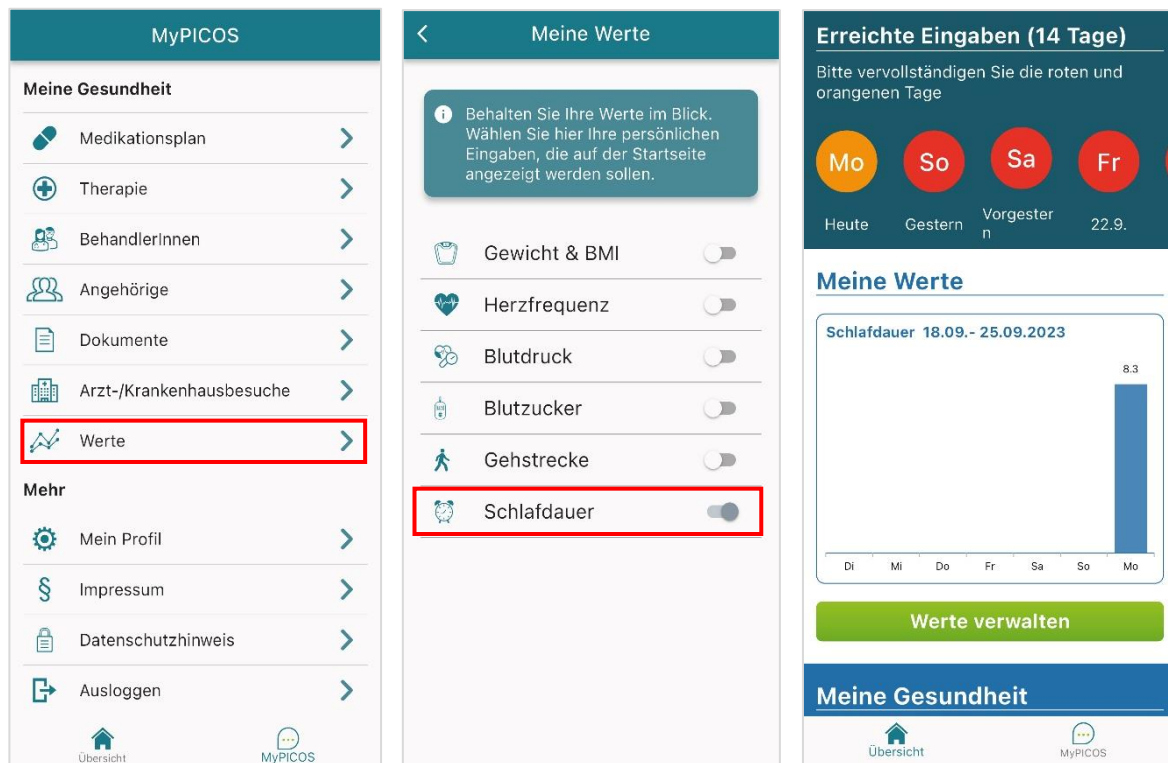 MyPICOS
Meine Gesundheit
Medikationsplan
Therapie
BehandlerInnen
Angehörige
Dokumente
Arzt-/Krankenhausbesuche
Werte
Mehr
Mein Profil
§ Impressum
Datenschutzhinweis
Ausloggen
Übersicht
MyPICOS
Meine Werte
Behalten Sie Ihre Werte im Blick.
Wählen Sie hier Ihre persönlichen
Eingaben, die auf der Startseite
angezeigt werden sollen.
Gewicht & BMI
Herzfrequenz
Blutdruck
Blutzucker
Gehstrecke
Schlafdauer
Erreichte Eingaben (14 Tage)
Bitte vervollständigen Sie die roten und
orangenen Tage
Mo So Sa Fr
Heute Gestern Vorgester
n 22.9.
Meine Werte
Schlafdauer 18.09.- 25.09.2023
8.3
Di Mi Do Fr Sa So Mo
Werte verwalten
Meine Gesundheit
Übersicht
MyPICOS